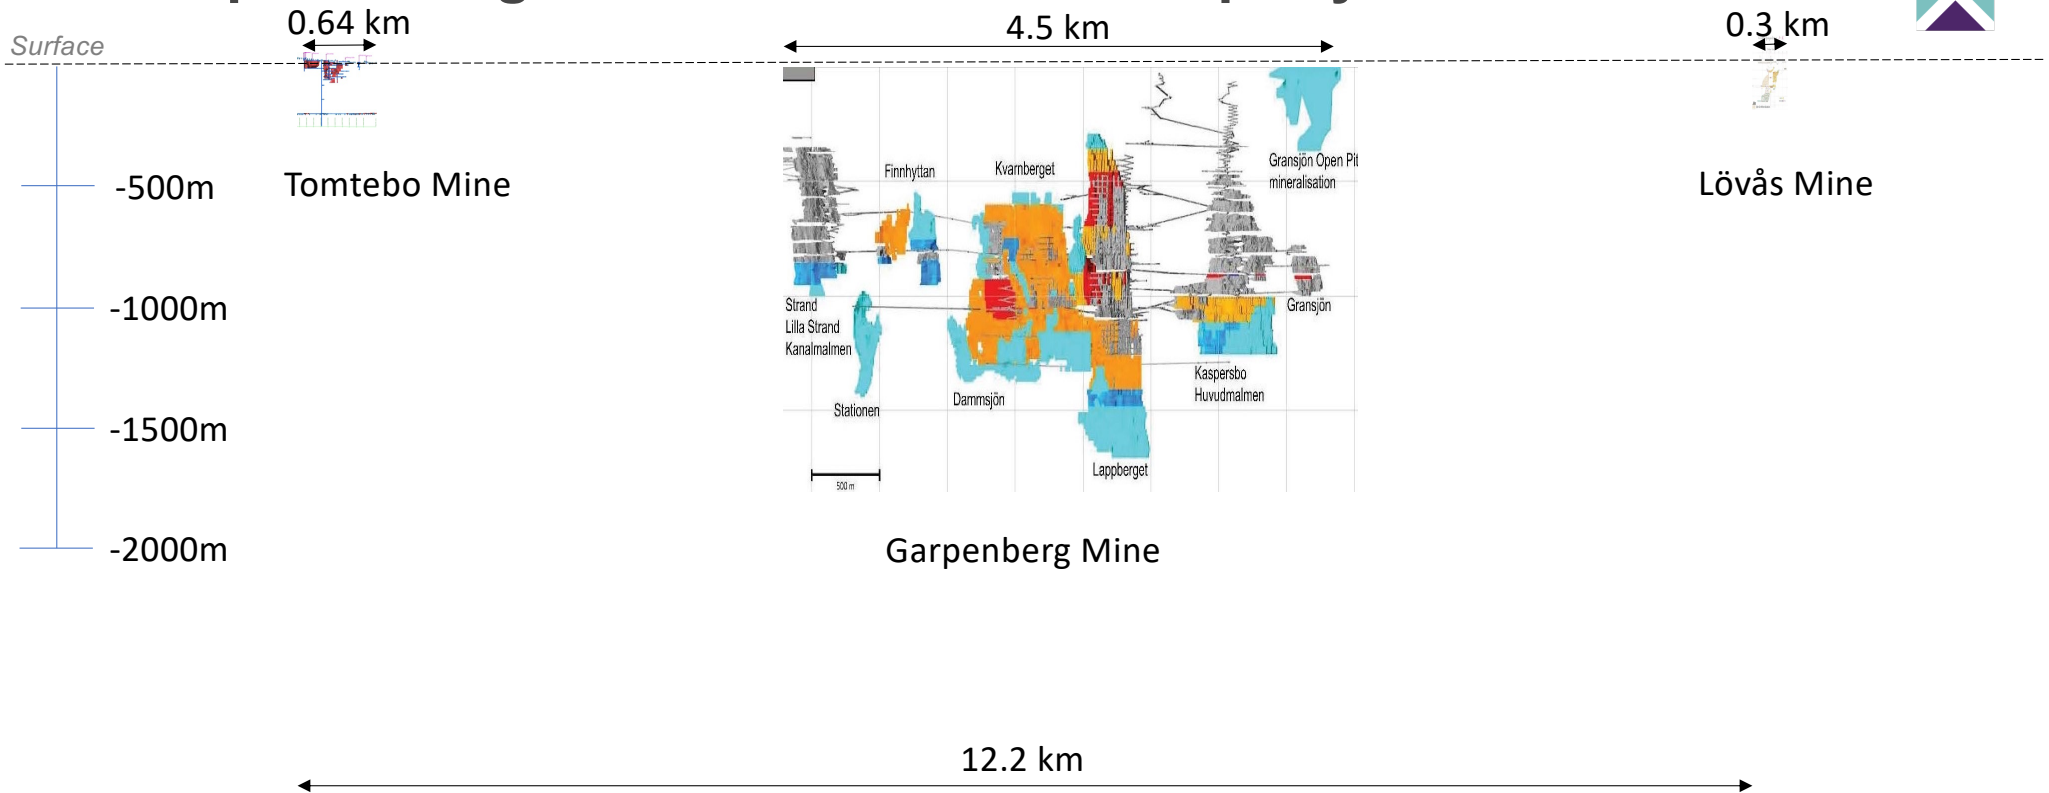 0.64 km
4.5 km
0.3 km
Surface
-500m
Tomtebo Mine
Finnhyttan
Kvarnberget
Gransjön Open Pit
mineralisation
Lövås Mine
-1000m
Strand
Lilla Strand
Kanalmalmen
Gransjön
Kaspersbo
Huvudmalmen
Dammsjön
Stationen
-1500m
Lappberget
500 m
-2000m
Garpenberg Mine
12.2 km